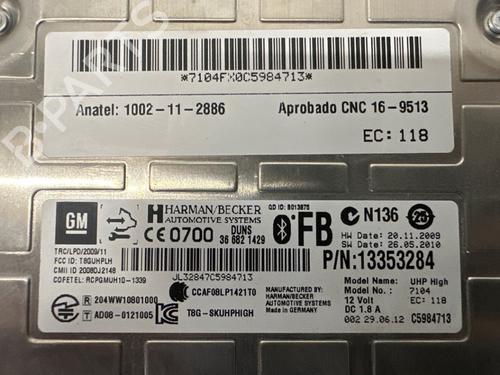 *7104FX0C5984713*
Anatel: 1002-11-2886 Aprobado CNC 16-9513
EC: 118
GM
HARMAN/BECKER
AUTOMOTIVE SYSTEMS
CE 0700 DUNS
36 682 1429
QD ID: B013875
FB
N136 25
HW Date: 20.11.2009
SW Date: 26.05.2010
P/N:13353284
TRC/LPD/2009/11
FCC ID: T8GUHPLH
CMII ID 2008DJ2148
COFETEL: RCPGMUH10-1339
JL32847C5984713
R 204WW10801000
T AD08-0121005
CCAF08LP1421T0
T8G-SKUHPHIGH
MANUFACTURED BY:
HARMAN/BECKER
AUTOMOTIVE SYSTEMS
Made in GERMANY
Model Name: UHP High
Model No.: 7104
12 Volt EC: 118
DC 1.8 A
002 29.06.12 C5984713